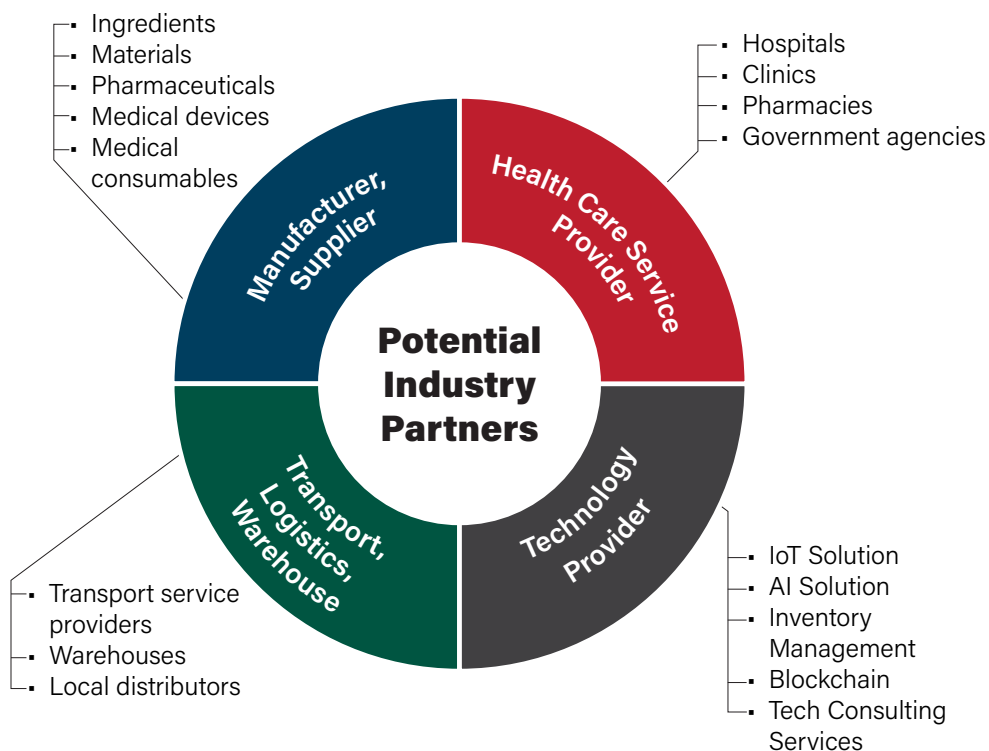 Ingredients
Materials
Pharmaceuticals
Medical devices
Medical
consumables
Hospitals
Clinics
Pharmacies
Government agencies
Manufacturer,
Supplier
Health Care Service
Provider
Potential
Industry
Partners
Transport,
Logistics,
Warehouse
Technology
Provider
Transport service
providers
Warehouses
Local distributors
IoT Solution
AI Solution
Inventory
Management
Blockchain
Tech Consulting
Services